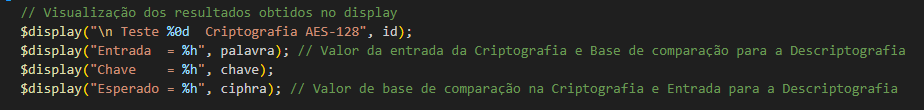 // Visualização dos resultados obtidos no display
$display("\n Teste %0d  Criptografia AES-128", id);
$display("Entrada  = %h", palavra); // Valor da entrada da Criptografia e Base de comparação para a Descriptografia
$display("Chave    = %h", chave);
$display("Esperado = %h", ciphra); // Valor de base de comparação na Criptografia e Entrada para a Descriptografia